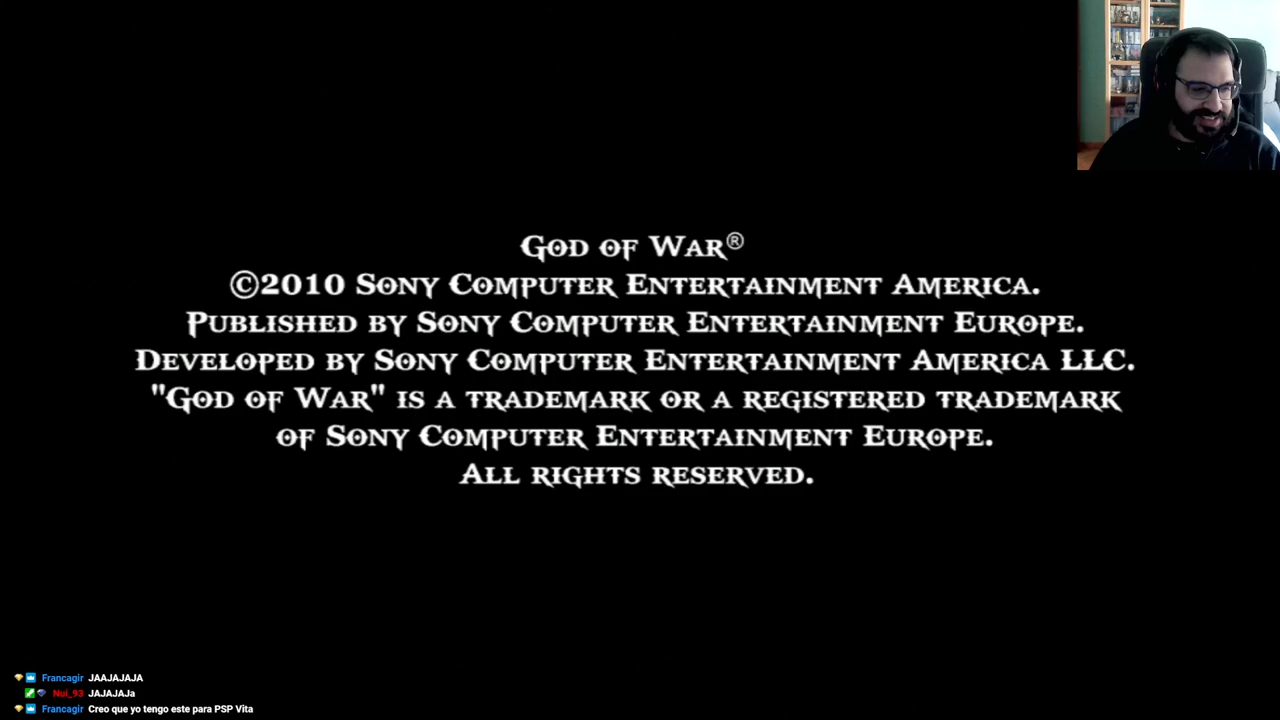 God of War®
©2010 Sony Computer Entertainment America.
Published by Sony Computer Entertainment Europe.
Developed by Sony Computer Entertainment America LLC.
"God of War" is a trademark or a registered trademark
of Sony Computer Entertainment Europe.
All rights reserved.
Francagir JAAJAJAJA
Nui_93 JAJAJAJa
Francagir Creo que yo tengo este para PSP Vita